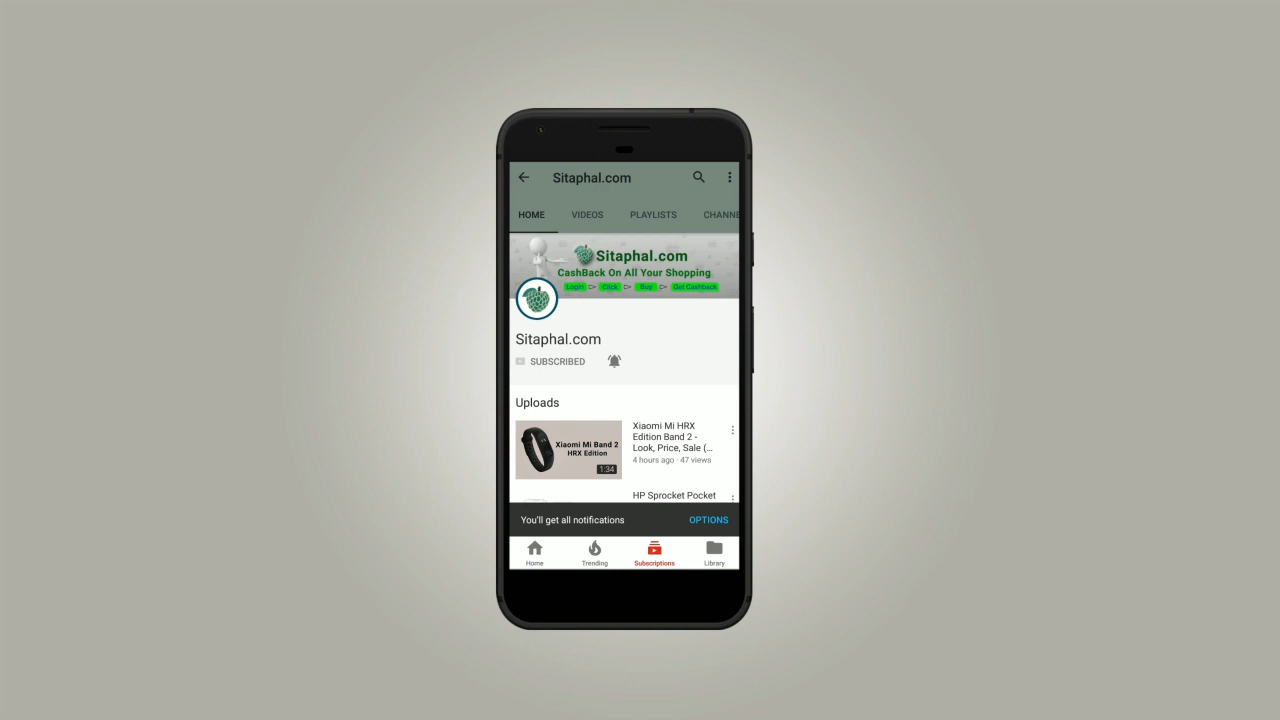 Sitaphal.com
HOME VIDEOS PLAYLISTS CHANNE
Sitaphal.com
CashBack On All Your Shopping
Login Click Buy Get Cashback
Sitaphal.com
SUBSCRIBED
Uploads
Xiaomi Mi Band 2
HRX Edition
1:34
Xiaomi Mi HRX
Edition Band 2 -
Look, Price, Sale (...
4 hours ago · 47 views
HP Sprocket Pocket
You'll get all notifications OPTIONS
Home Trending Subscriptions Library